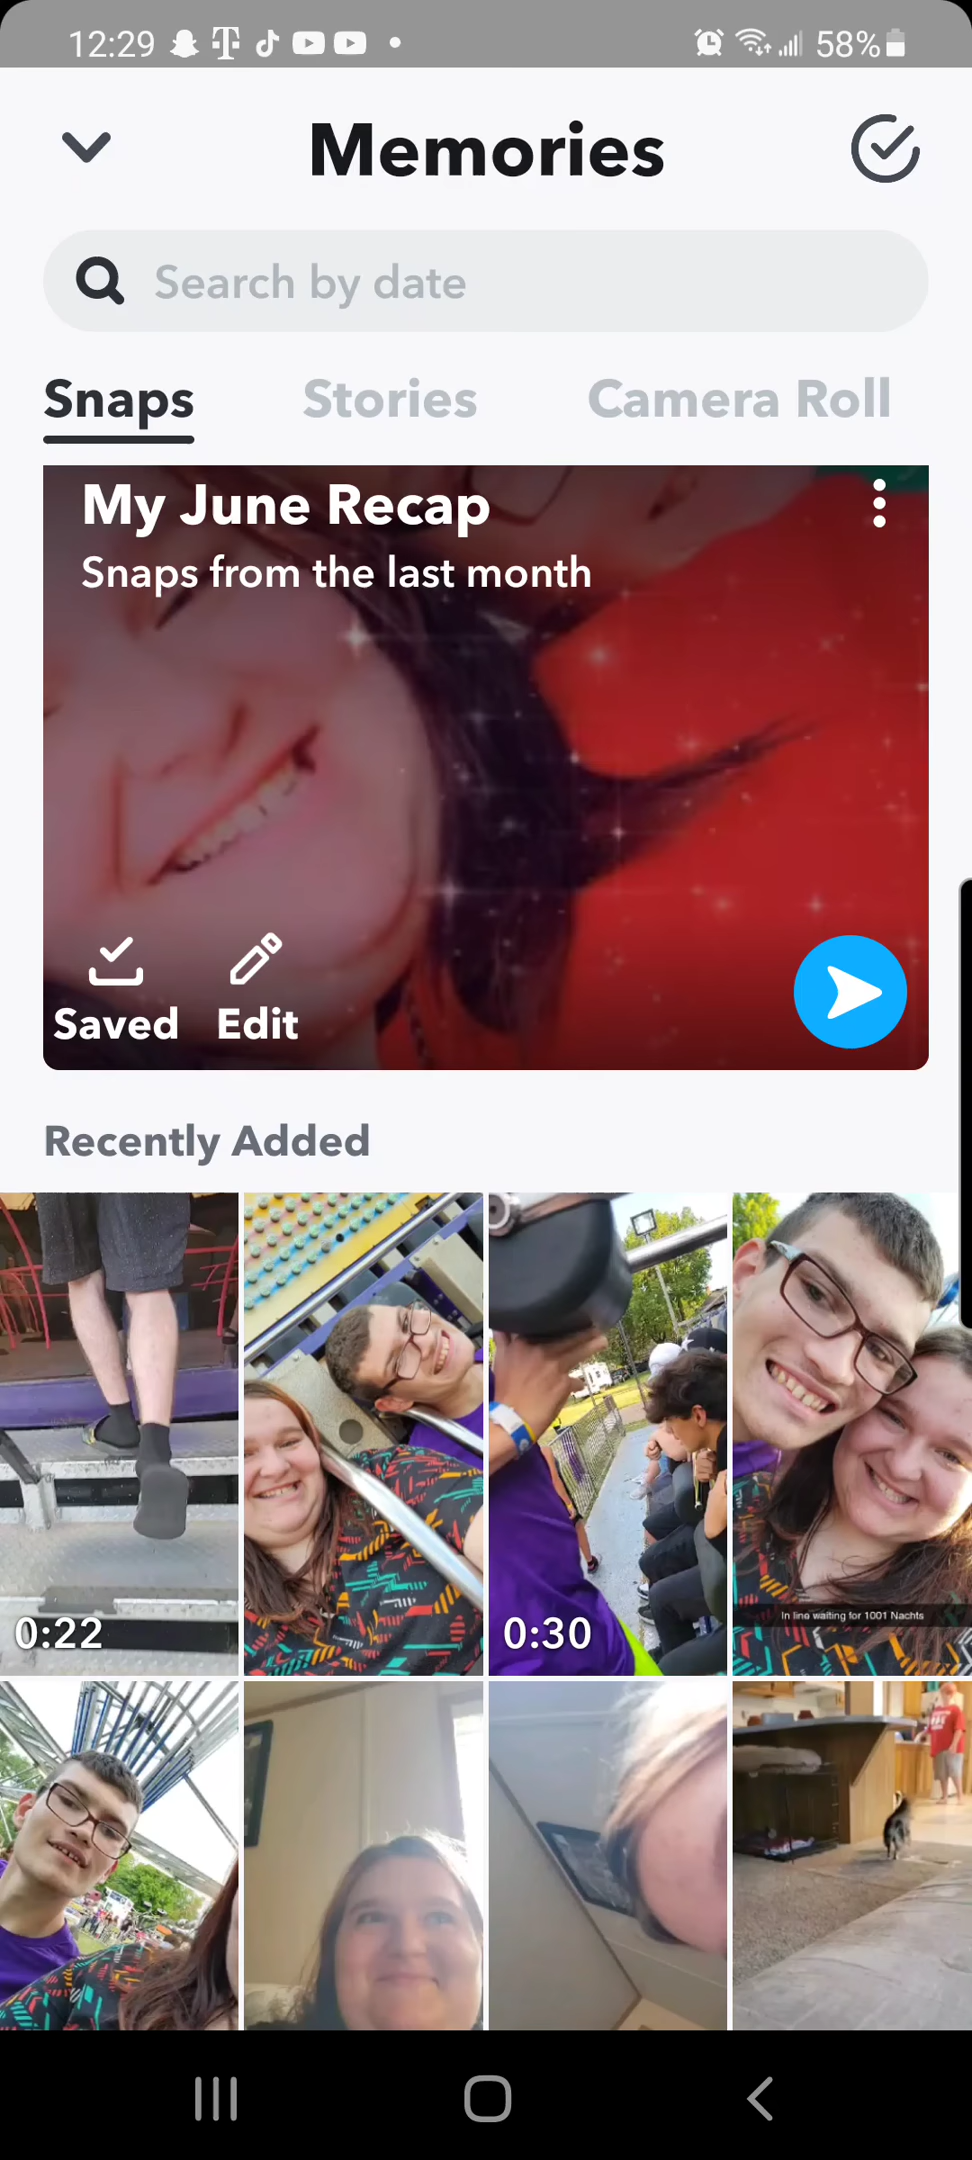 12:29
58%
Memories
Search by date
Snaps Stories Camera Roll
My June Recap
Snaps from the last month
Saved Edit
Recently Added
In line waiting for 1001 Nachts
0:22 0:30